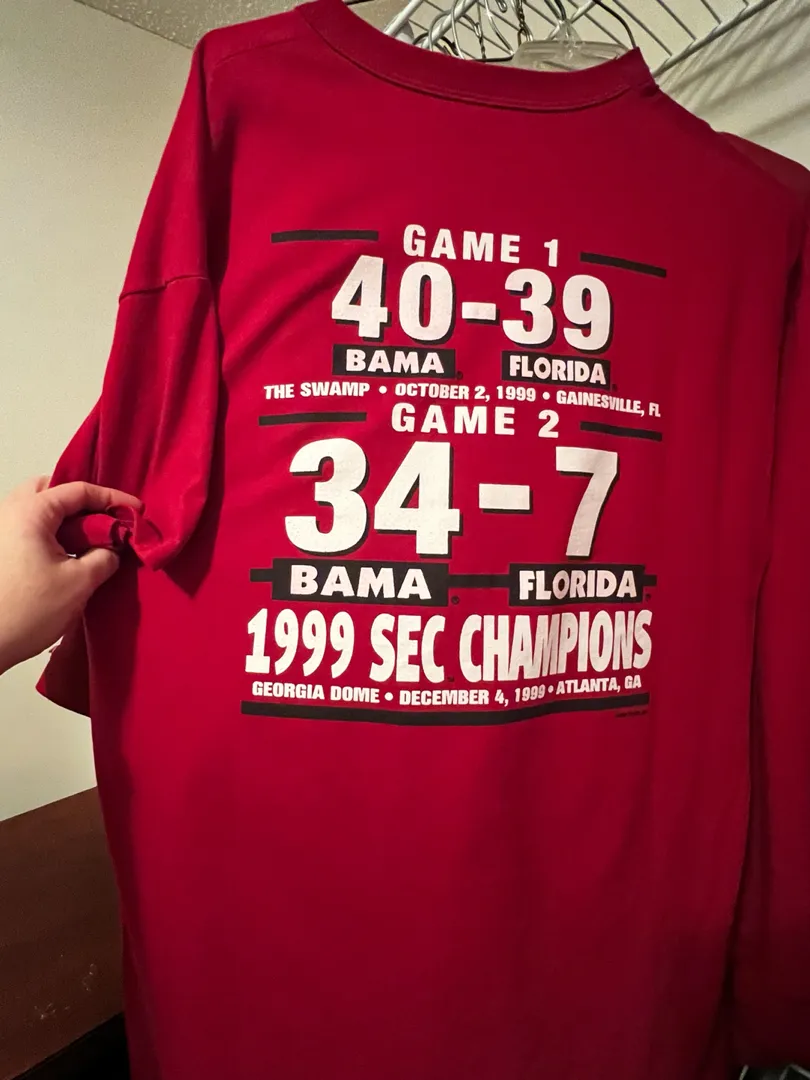 GAME 1
40-39
BAMA FLORIDA
THE SWAMP • OCTOBER 2, 1999 • GAINESVILLE, FL
GAME 2
34-7
BAMA FLORIDA
1999 SEC CHAMPIONS
GEORGIA DOME • DECEMBER 4, 1999 • ATLANTA, GA